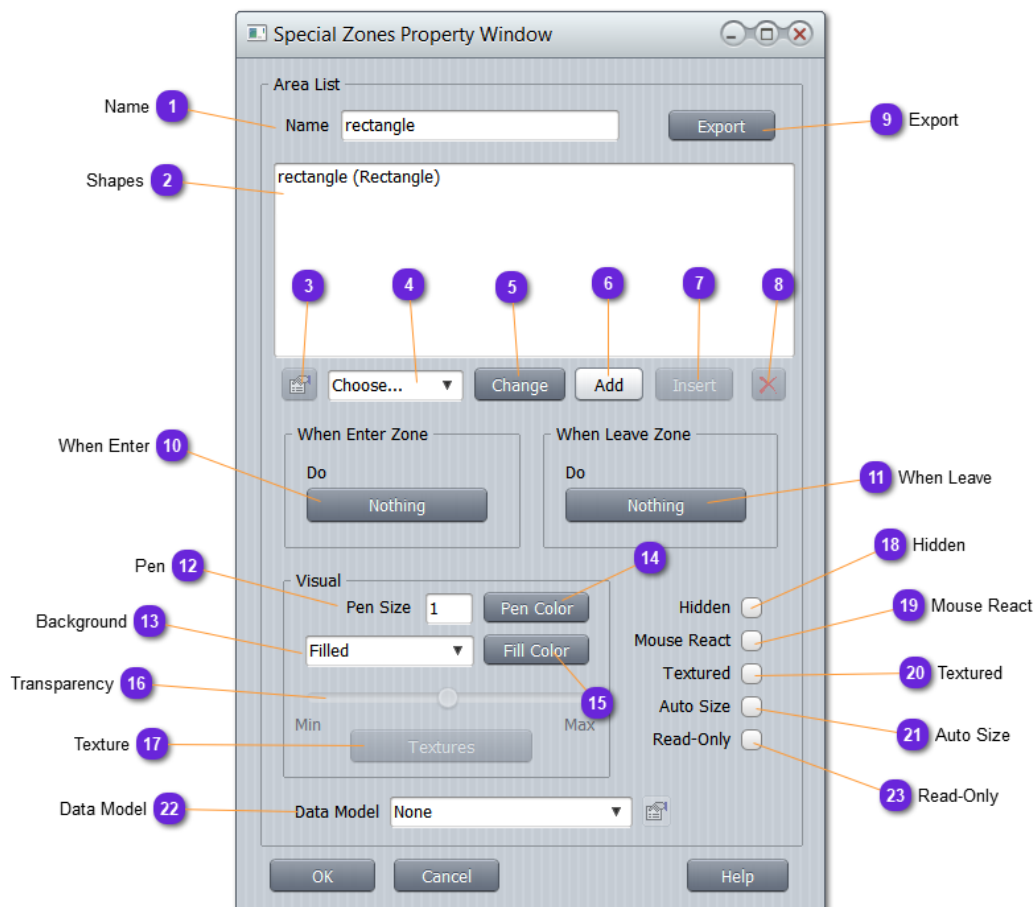 Special Zones Property Window
Area List
Name 1
Name rectangle
Export
9 Export
Shapes 2
rectangle (Rectangle)
3 4 5 6 7 8
Choose... Change Add Insert
When Enter Zone
When Leave Zone
When Enter 10
Do
Do
11 When Leave
Nothing
Nothing
18 Hidden
14
Pen 12
Visual
Pen Size 1 Pen Color
Hidden
19 Mouse React
Background 13
Mouse React
Filled Fill Color
Textured
20 Textured
Transparency 16
15
Auto Size
Min Max
21 Auto Size
Texture 17
Textures
Read-Only
23 Read-Only
Data Model 22
Data Model None
OK Cancel Help